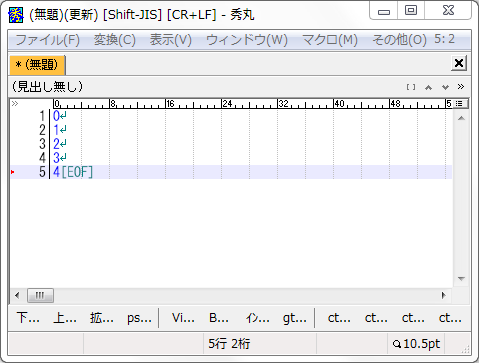 (無題)(更新) [Shift-JIS] [CR+LF] - 秀丸
ファイル(F) 変換(C) 表示(V) ウィンドウ(W) マクロ(M) その他(O) 5:2
* (無題)
(見出し無し)
0 8 16 24 32 40 48 5
1 0↵
2 1↵
3 2↵
4 3↵
5 4[EOF]
下... 上... 拡... ps... Vi... B... イン... gt... ct... ct... ct... ct...
5行 2桁 10.5pt